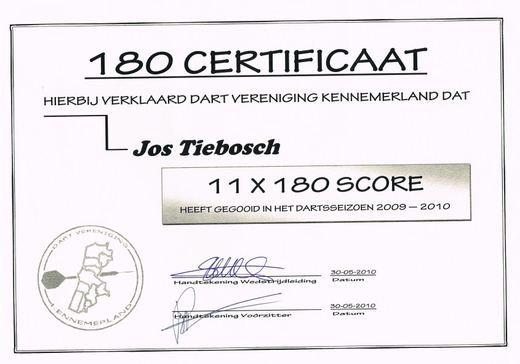 180 CERTIFICAAT
HIERBIJ VERKLAARD DART VERENIGING KENNEMERLAND DAT
Jos Tiebosch
11 X 180 SCORE
HEEFT GEGOOID IN HET DARTSSEIZOEN 2009 – 2010
DART VERENIGING
KENNEMERLAND
30-05-2010
Handtekening Wedstrijdleiding Datum
30-05-2010
Handtekening Voorzitter Datum